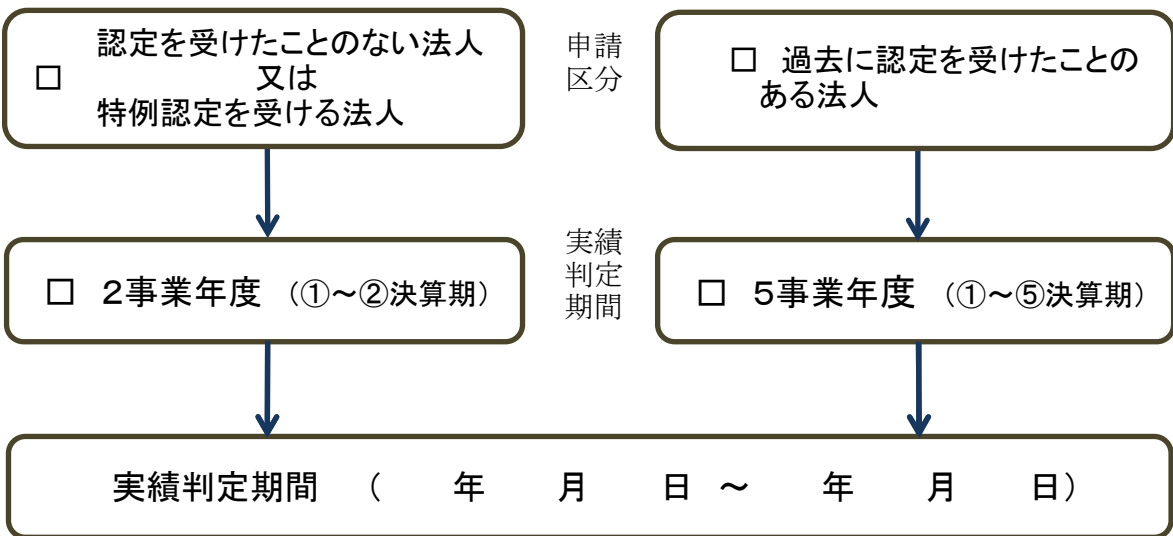 認定を受けたことのない法人
□ 又は
特例認定を受ける法人
申請
区分
□ 過去に認定を受けたことの
ある法人
□ 2事業年度 (①~②決算期)
実績
判定
期間
□ 5事業年度 (①~⑤決算期)
実績判定期間 ( 年 月 日 ~ 年 月 日)